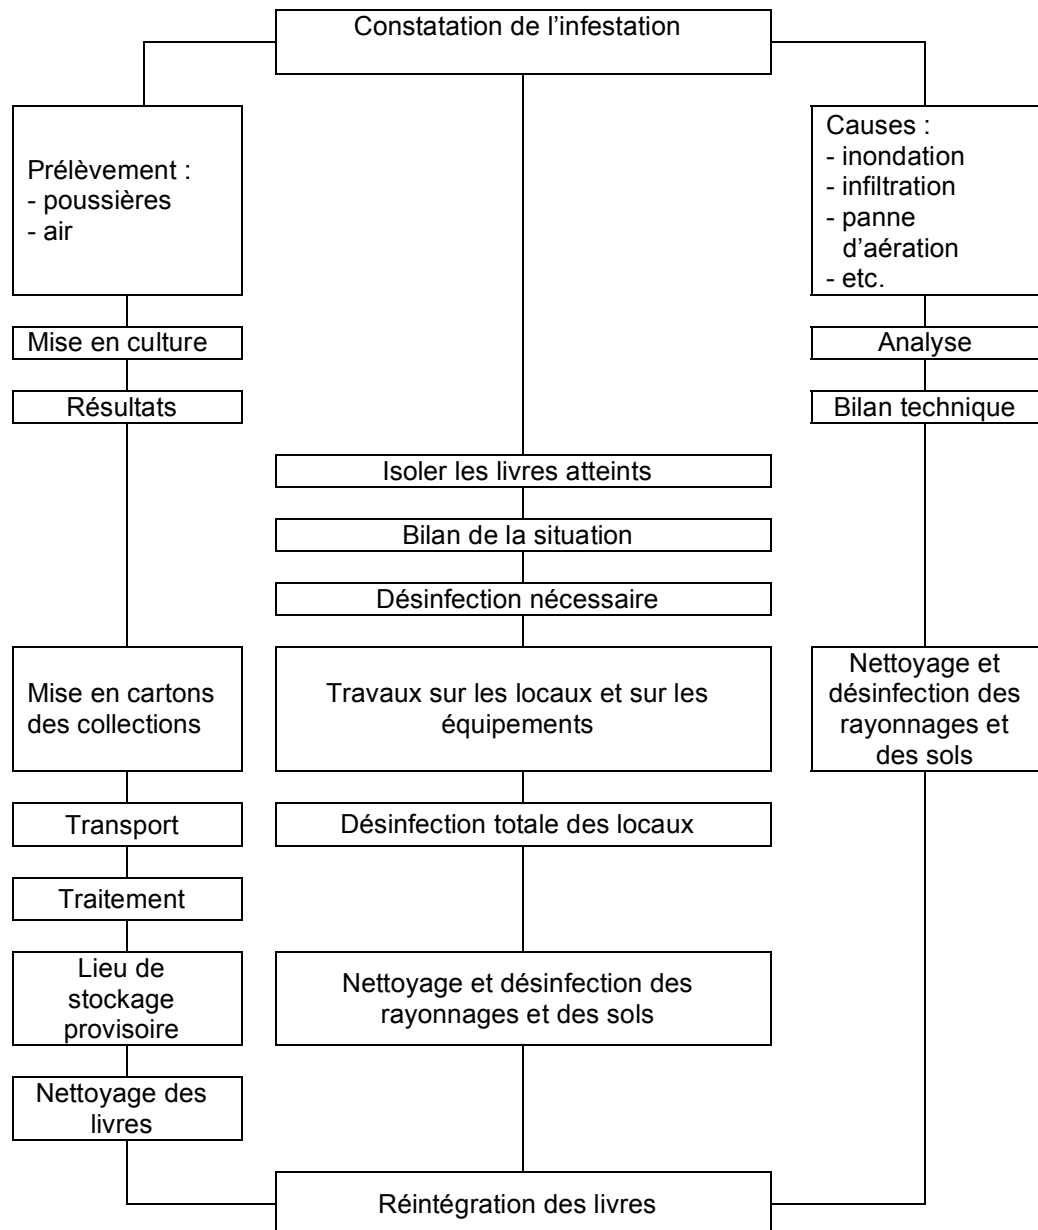 Constatation de l'infestation
Prélèvement :
- poussières
- air
Causes :
- inondation
- infiltration
- panne
d'aération
- etc.
Mise en culture
Analyse
Résultats
Bilan technique
Isoler les livres atteints
Bilan de la situation
Désinfection nécessaire
Mise en cartons
des collections
Travaux sur les locaux et sur les
équipements
Nettoyage et
désinfection des
rayonnages et
des sols
Transport
Désinfection totale des locaux
Traitement
Lieu de
stockage
provisoire
Nettoyage et désinfection des
rayonnages et des sols
Nettoyage des
livres
Réintégration des livres